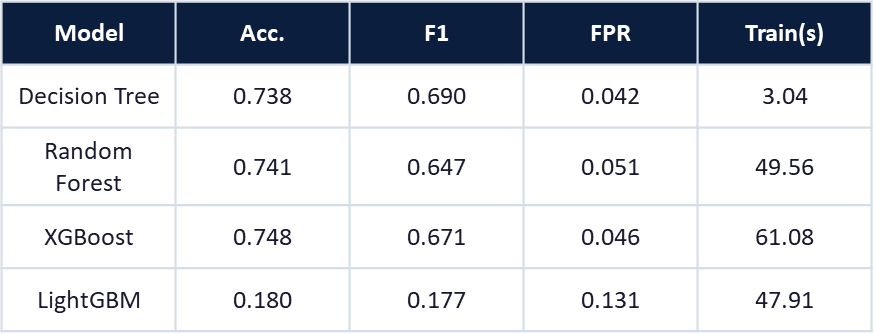 Model Acc. F1 FPR Train(s)
Decision Tree 0.738 0.690 0.042 3.04
Random
Forest 0.741 0.647 0.051 49.56
XGBoost 0.748 0.671 0.046 61.08
LightGBM 0.180 0.177 0.131 47.91